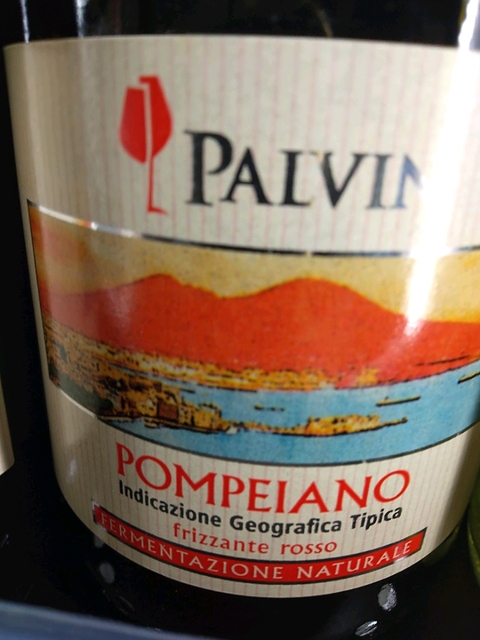 PALVIN
POMPEIANO
Indicazione Geografica Tipica
frizzante rosso
FERMENTAZIONE NATURALE